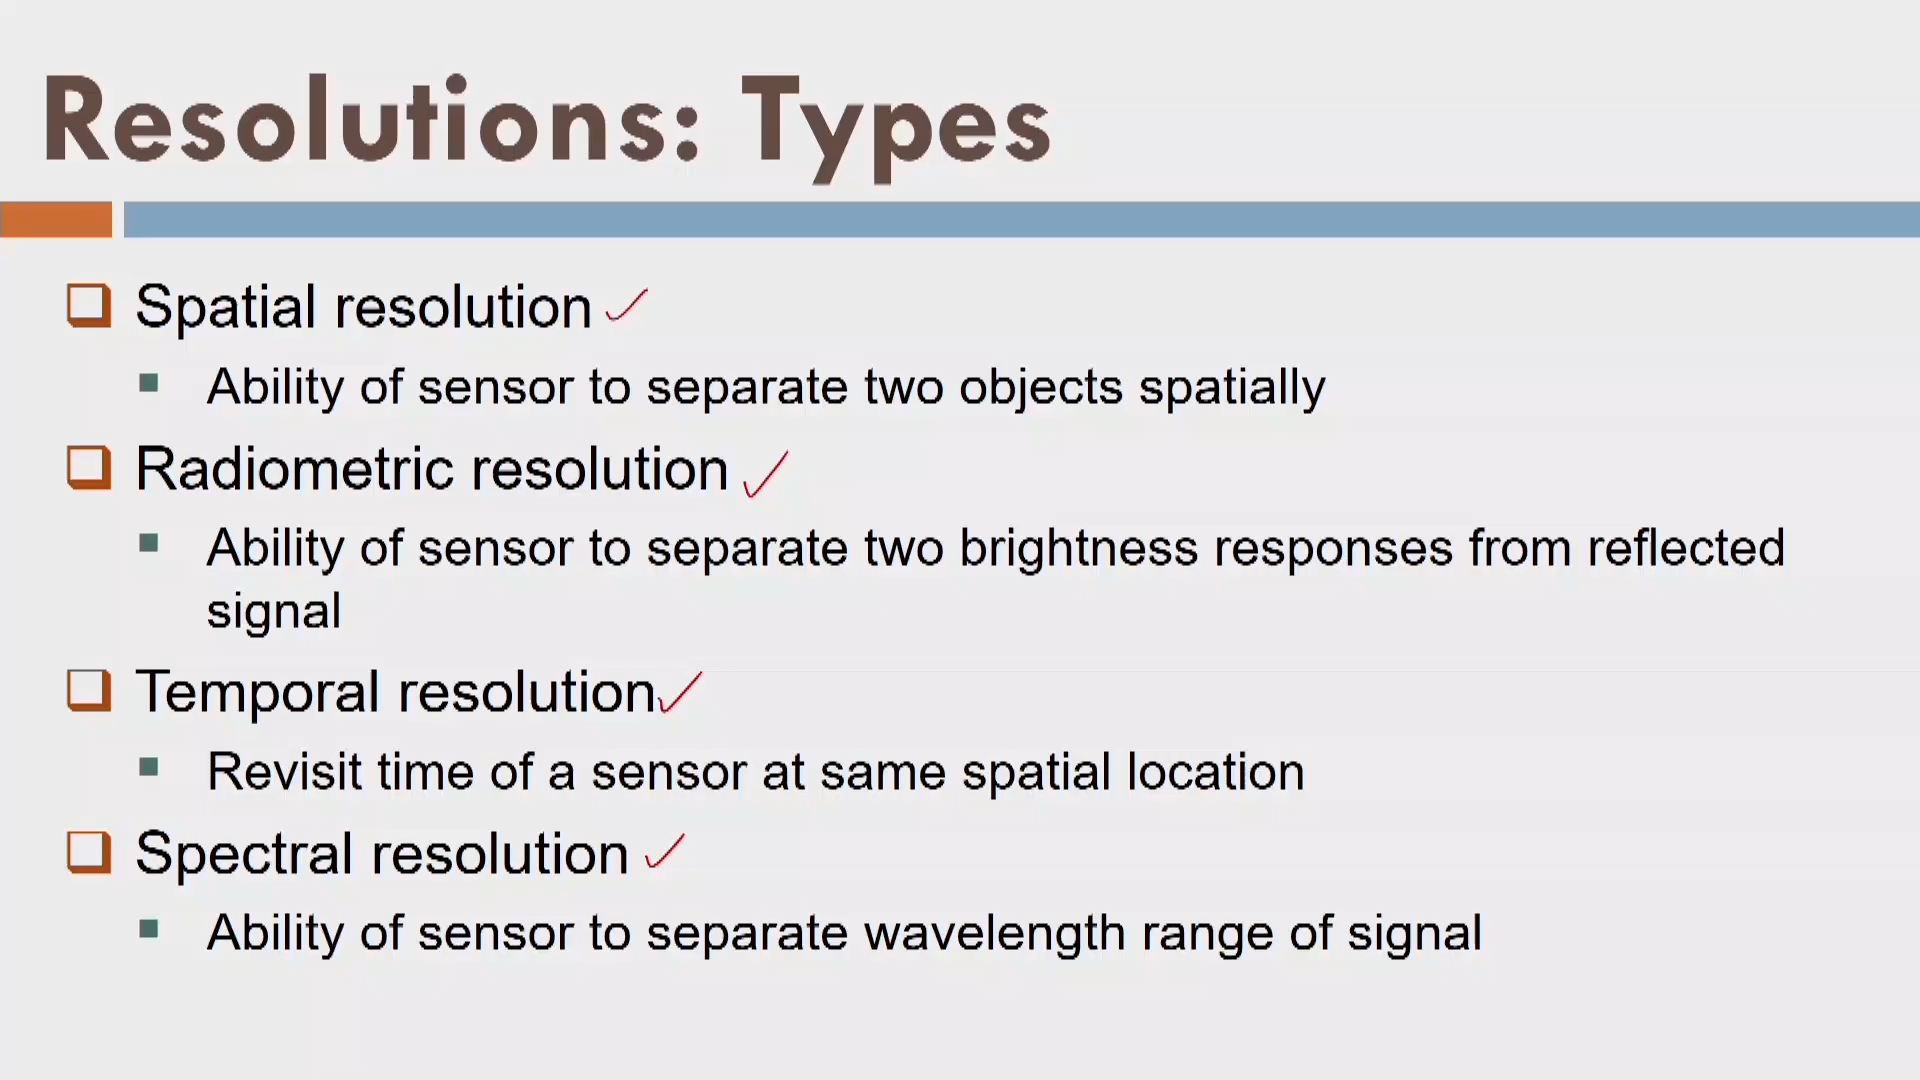 Resolutions: Types
Spatial resolution
Ability of sensor to separate two objects spatially
Radiometric resolution
Ability of sensor to separate two brightness responses from reflected
signal
Temporal resolution
Revisit time of a sensor at same spatial location
Spectral resolution
Ability of sensor to separate wavelength range of signal